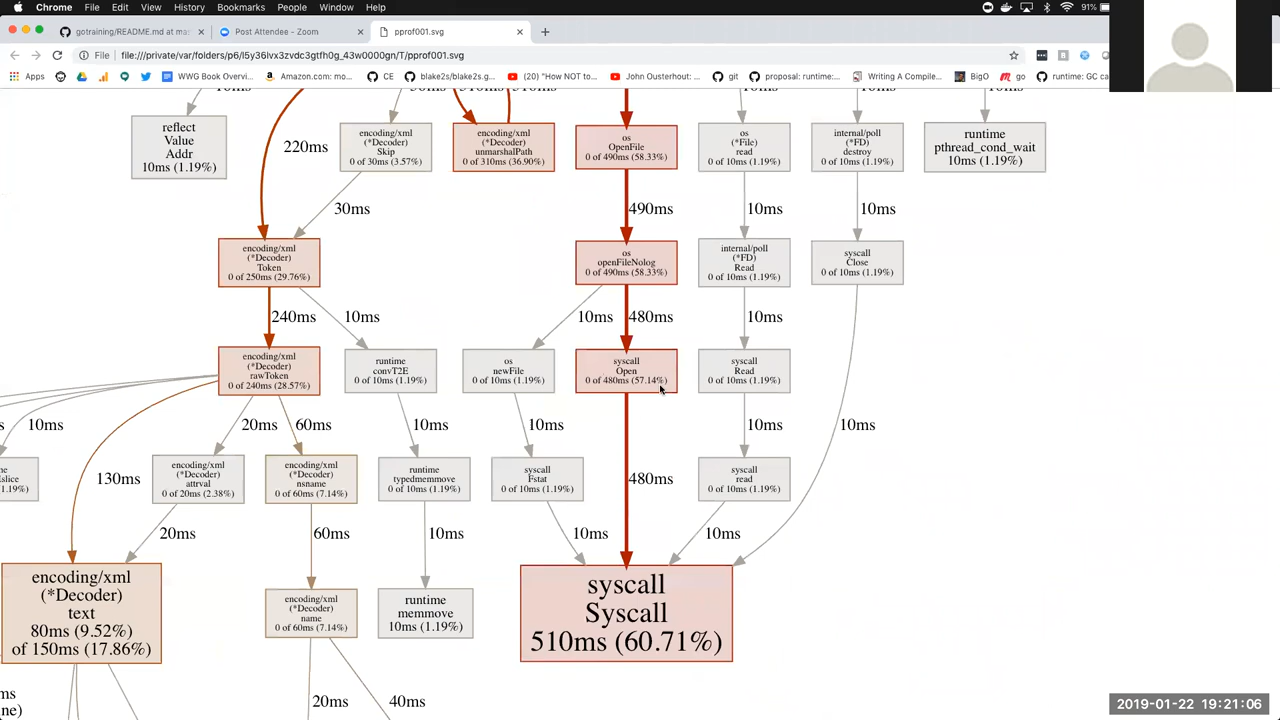 Chrome File Edit View History Bookmarks People Window Help 91%
gotraining/README.md at mas
Post Attendee - Zoom
pprof001.svg
File file:///private/var/folders/p6/l5y36lvx3zvdc3gtfh0g_43w0000gn/T/pprof001.svg
Apps
WWG Book Overvi...
Amazon.com: mo...
CE
blake2s/blake2s.g...
(20) "How NOT to...
John Ousterhout:...
git
proposal: runtime:...
Writing A Compile...
BigO
go
runtime: GC ca
reflect
Value
Addr
10ms (1.19%)
220ms
encoding/xml
(*Decoder)
Skip
0 of 30ms (3.57%)
encoding/xml
(*Decoder)
unmarshalPath
0 of 310ms (36.90%)
os
OpenFile
0 of 490ms (58.33%)
os
(*File)
read
0 of 10ms (1.19%)
internal/poll
(*FD)
destroy
0 of 10ms (1.19%)
runtime
pthread_cond_wait
10ms (1.19%)
30ms
490ms
10ms
10ms
encoding/xml
(*Decoder)
Token
0 of 250ms (29.76%)
os
openFileNolog
0 of 490ms (58.33%)
internal/poll
(*FD)
Read
0 of 10ms (1.19%)
syscall
Close
0 of 10ms (1.19%)
240ms
10ms
10ms
480ms
10ms
encoding/xml
(*Decoder)
rawToken
0 of 240ms (28.57%)
runtime
convT2E
0 of 10ms (1.19%)
os
newFile
0 of 10ms (1.19%)
syscall
Open
0 of 480ms (57.14%)
syscall
Read
0 of 10ms (1.19%)
10ms
20ms
60ms
10ms
10ms
10ms
10ms
130ms
480ms
encoding/xml
(*Decoder)
attrval
0 of 20ms (2.38%)
encoding/xml
(*Decoder)
nsname
0 of 60ms (7.14%)
runtime
typedmemmove
0 of 10ms (1.19%)
syscall
Fstat
0 of 10ms (1.19%)
syscall
read
0 of 10ms (1.19%)
20ms
60ms
10ms
10ms
10ms
encoding/xml
(*Decoder)
text
80ms (9.52%)
of 150ms (17.86%)
encoding/xml
(*Decoder)
name
0 of 60ms (7.14%)
runtime
memmove
10ms (1.19%)
syscall
Syscall
510ms (60.71%)
20ms
40ms
2019-01-22 19:21:06